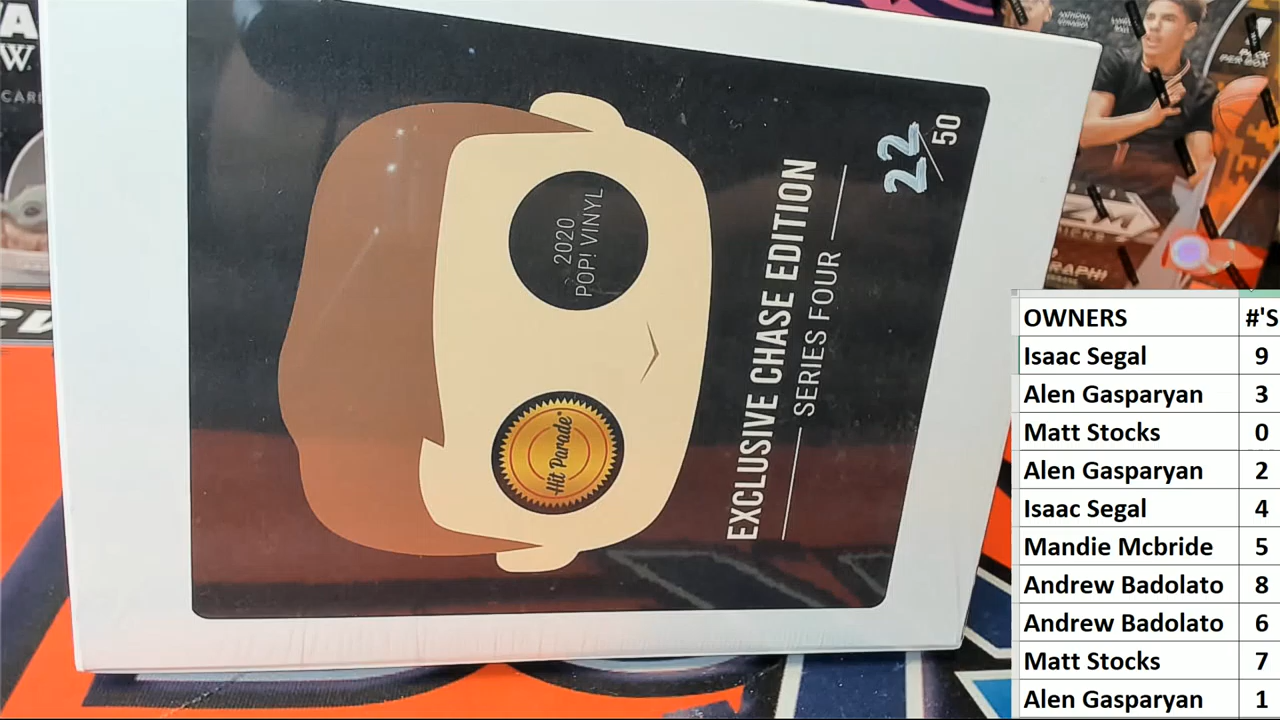 2020
POP! VINYL
Hit Parade
EXCLUSIVE CHASE EDITION
SERIES FOUR
22/50
PER BOX
OWNERS #'S
Isaac Segal 9
Alen Gasparyan 3
Matt Stocks 0
Alen Gasparyan 2
Isaac Segal 4
Mandie Mcbride 5
Andrew Badolato 8
Andrew Badolato 6
Matt Stocks 7
Alen Gasparyan 1